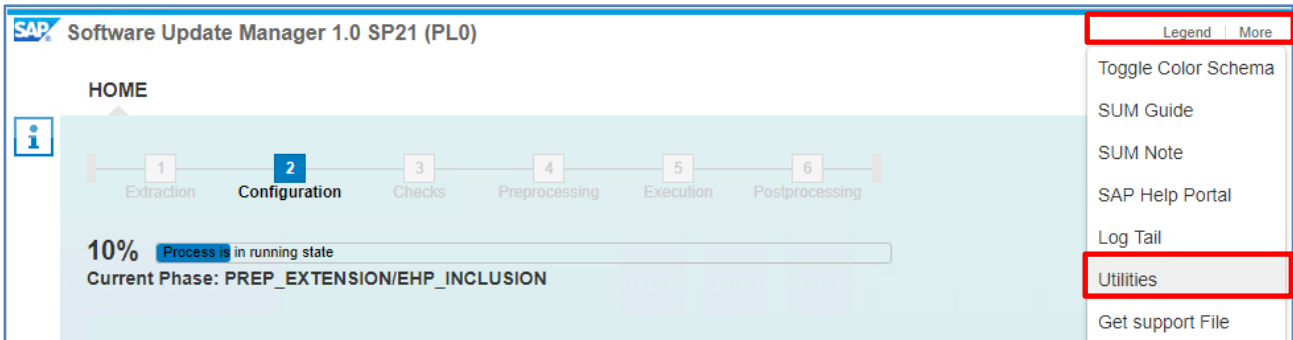 SAP Software Update Manager 1.0 SP21 (PL0)
Legend | More
Toggle Color Schema
HOME
SUM Guide
i
SUM Note
1 2 3 4 5 6
Extraction Configuration Checks Preprocessing Execution Postprocessing
SAP Help Portal
Log Tail
10% Process is in running state
Current Phase: PREP_EXTENSION/EHP_INCLUSION
Utilities
Get support File